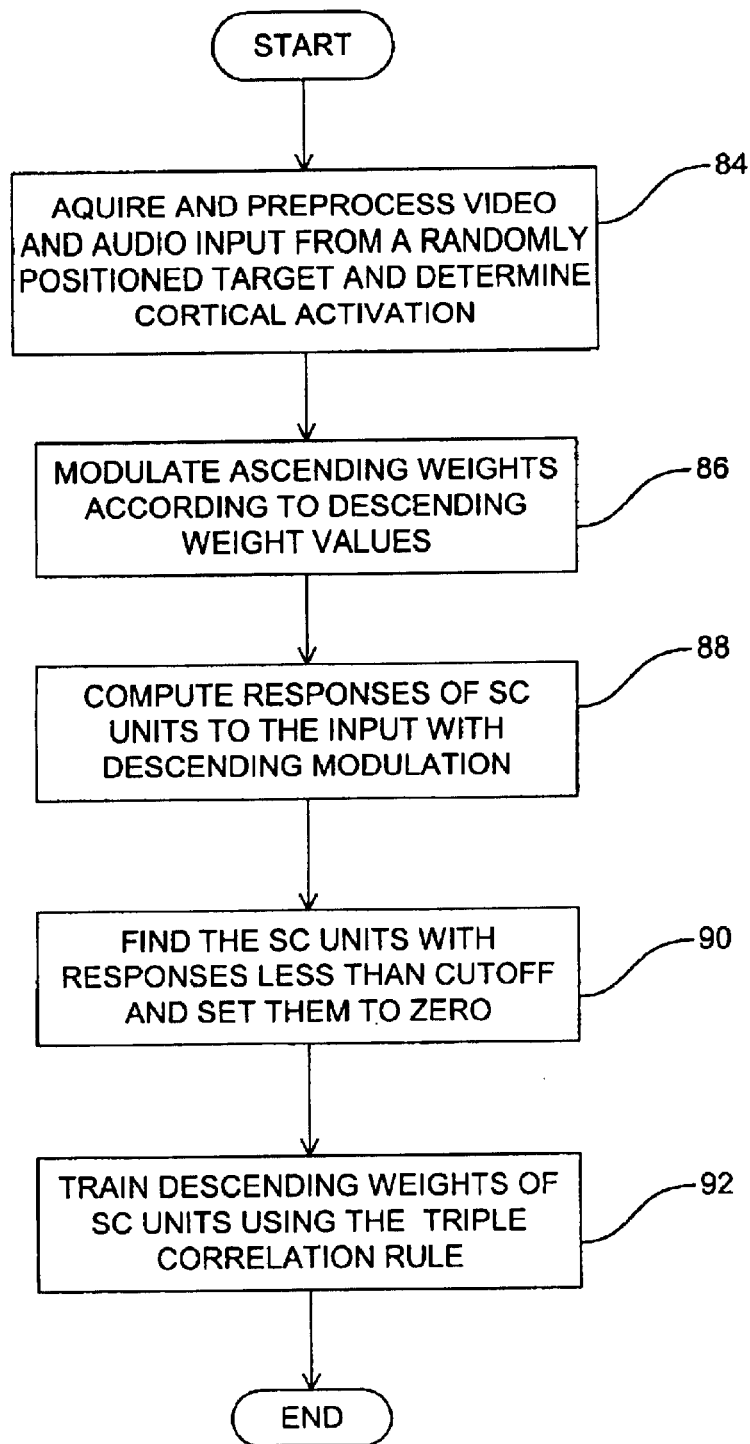 START
84
AQUIRE AND PREPROCESS VIDEO
AND AUDIO INPUT FROM A RANDOMLY
POSITIONED TARGET AND DETERMINE
CORTICAL ACTIVATION
86
MODULATE ASCENDING WEIGHTS
ACCORDING TO DESCENDING
WEIGHT VALUES
88
COMPUTE RESPONSES OF SC
UNITS TO THE INPUT WITH
DESCENDING MODULATION
90
FIND THE SC UNITS WITH
RESPONSES LESS THAN CUTOFF
AND SET THEM TO ZERO
92
TRAIN DESCENDING WEIGHTS OF
SC UNITS USING THE TRIPLE
CORRELATION RULE
END